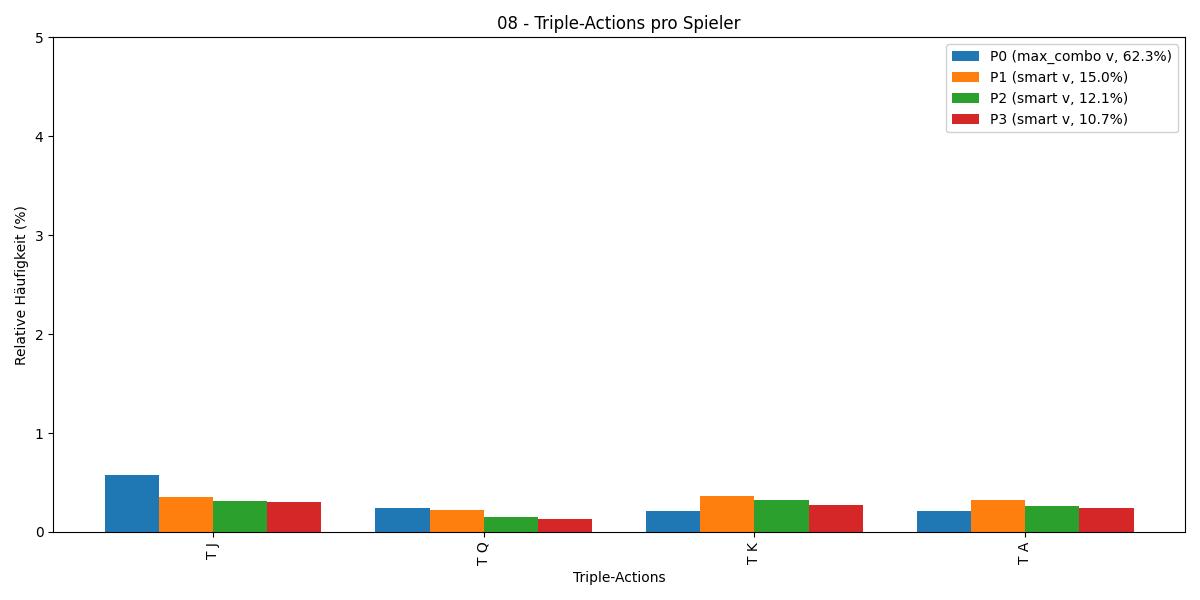 08 - Triple-Actions pro Spieler
P0 (max_combo v, 62.3%)
P1 (smart v, 15.0%)
P2 (smart v, 12.1%)
P3 (smart v, 10.7%)
Relative Häufigkeit (%)
5
4
3
2
1
0
T J
T Q
T K
T A
Triple-Actions